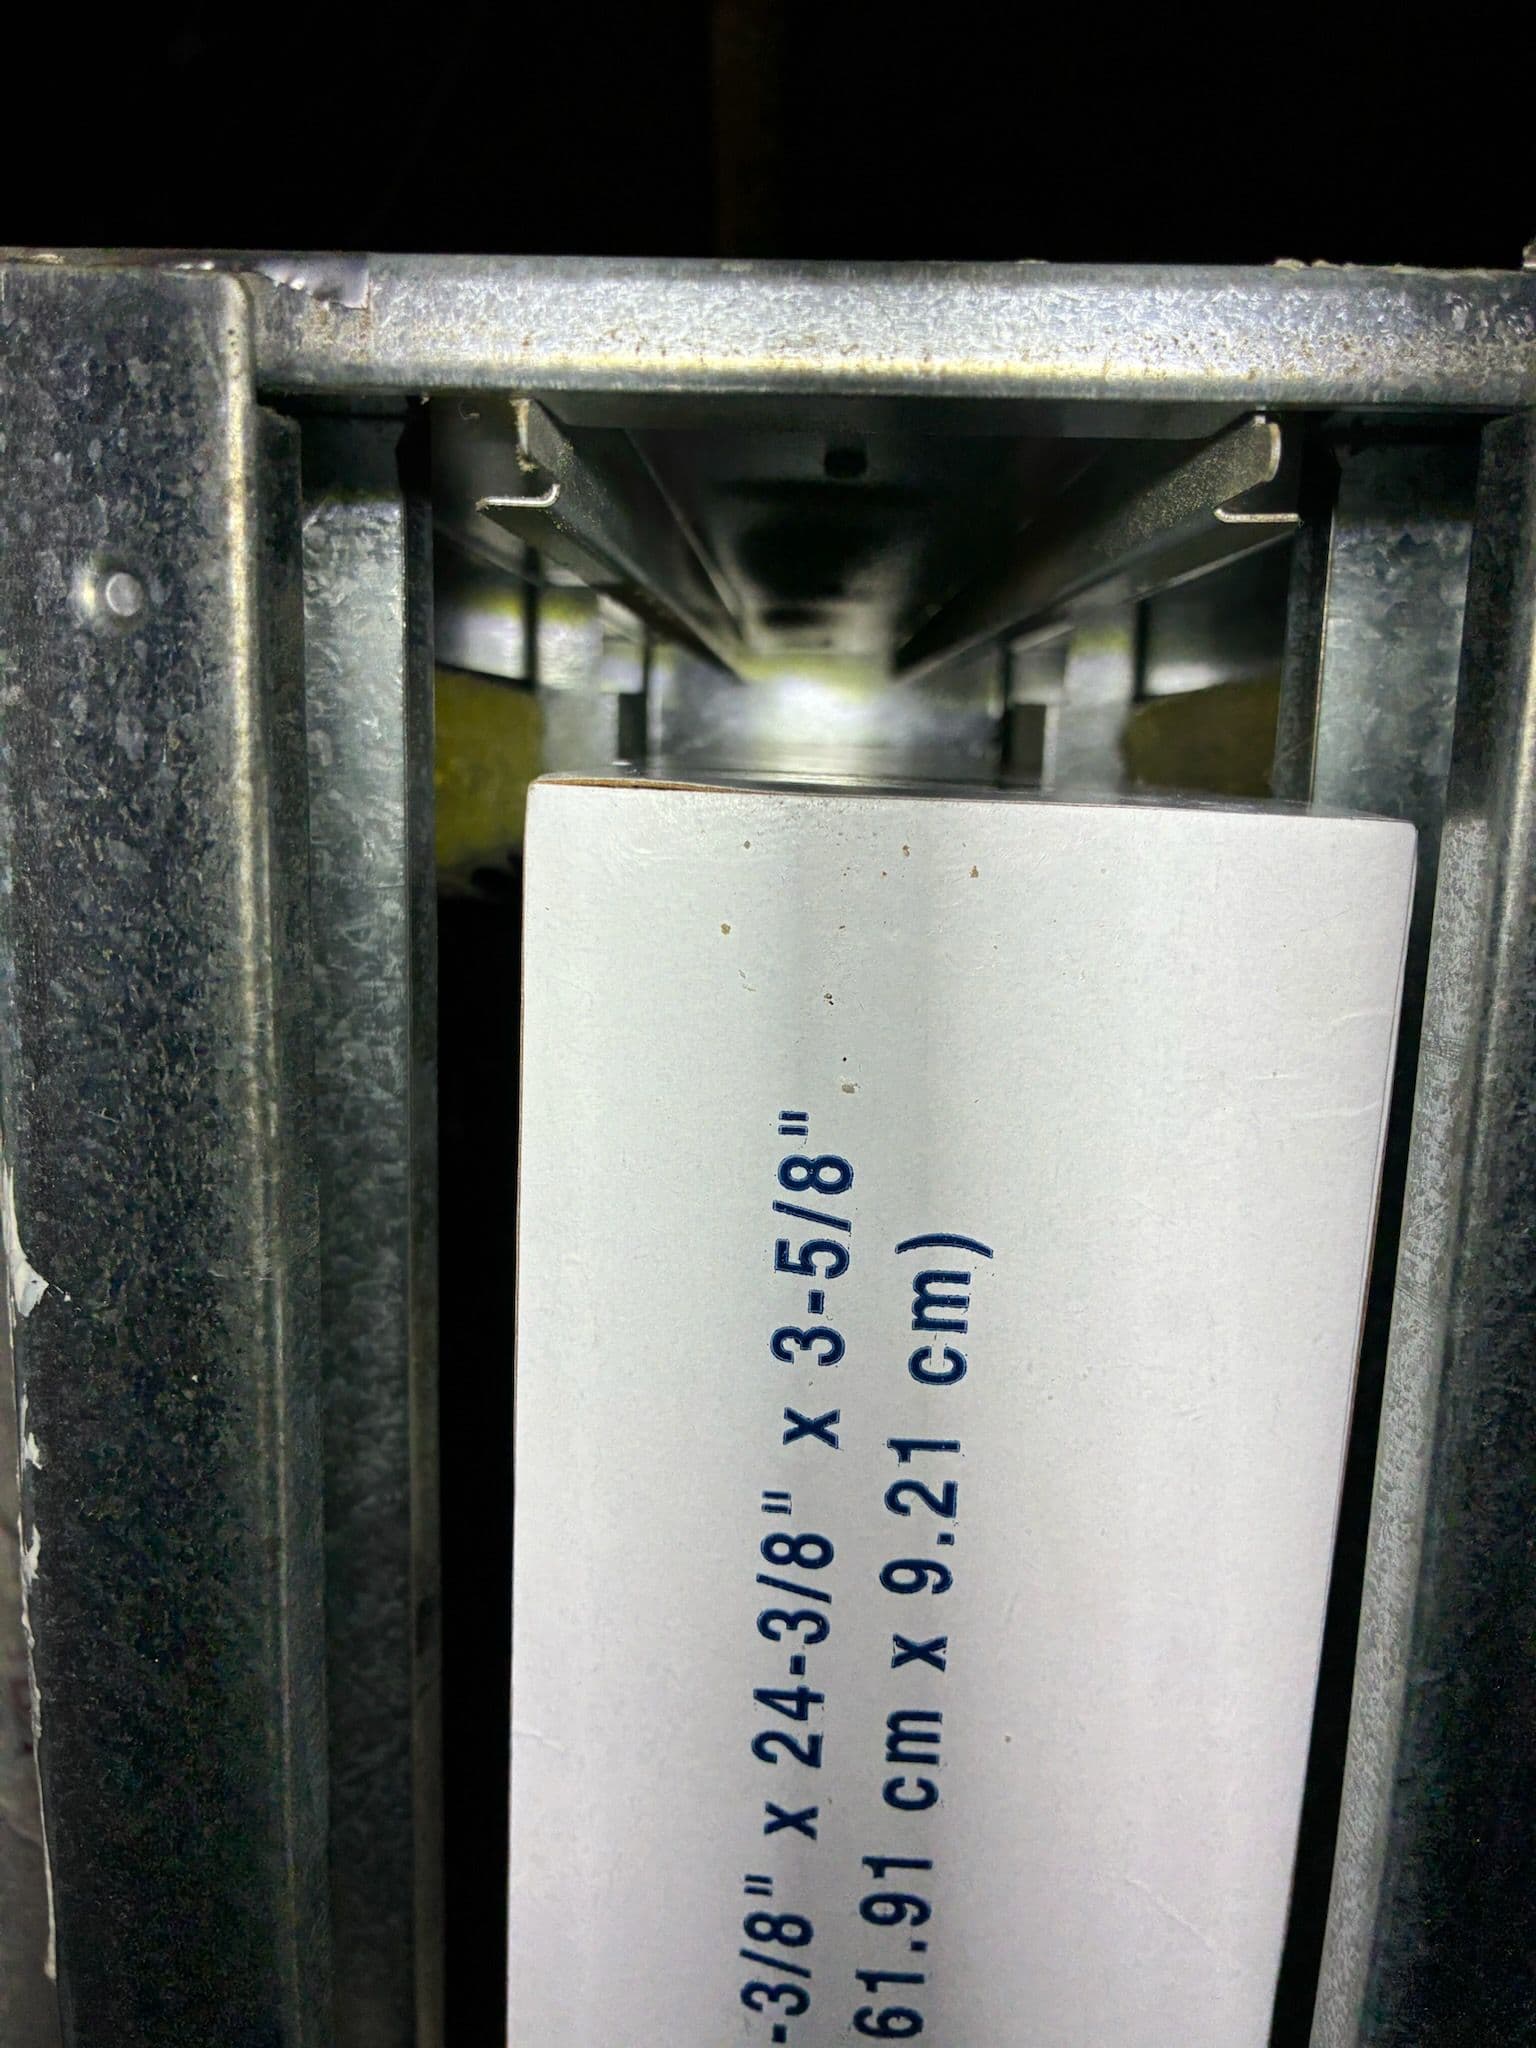 -3/8" x 24-3/8" x 3-5/8"
61.91 cm x 9.21 cm)